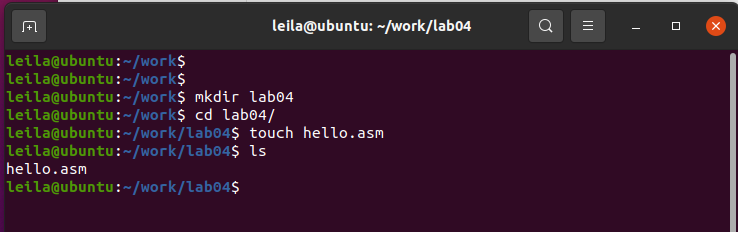 leila@ubuntu: ~/work/lab04
leila@ubuntu:~/work$
leila@ubuntu:~/work$
leila@ubuntu:~/work$ mkdir lab04
leila@ubuntu:~/work$ cd lab04/
leila@ubuntu:~/work/lab04$ touch hello.asm
leila@ubuntu:~/work/lab04$ ls
hello.asm
leila@ubuntu:~/work/lab04$